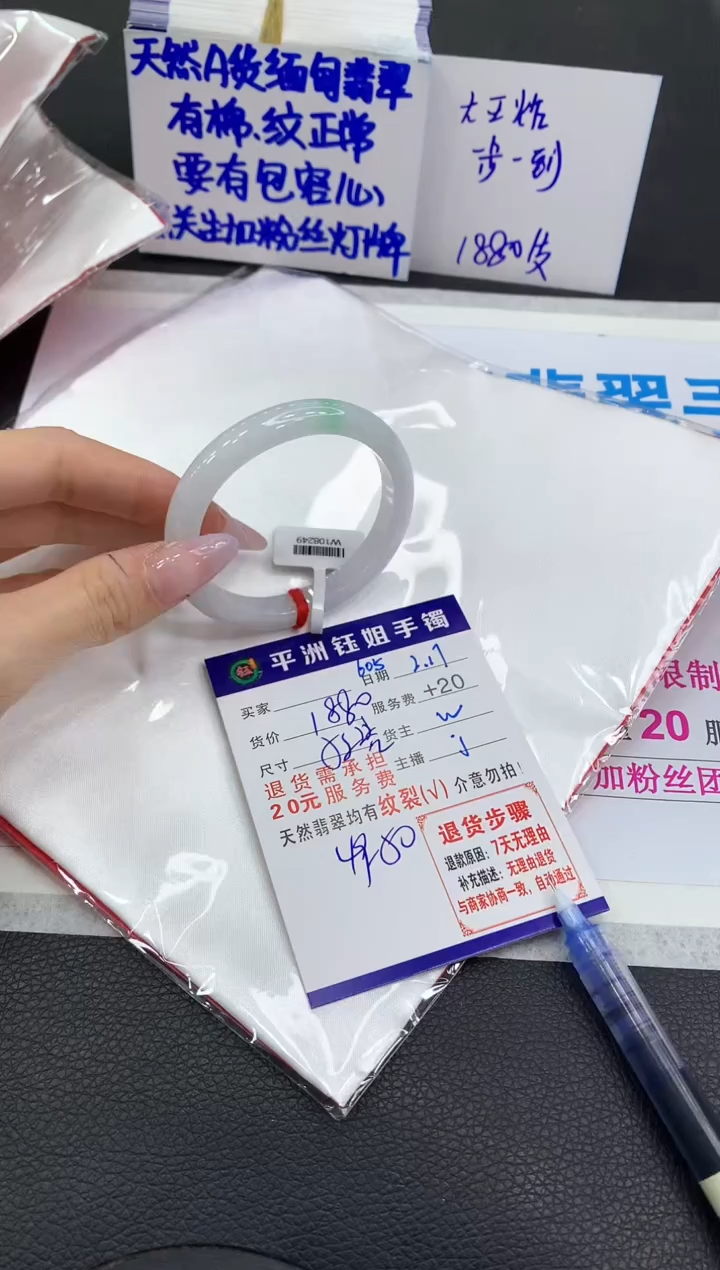 天然A货缅甸翡翠
有棉、纹正常
要有包容心
关注加粉丝灯牌
步一到
1880发
翡翠手
W108249
平洲钰姐手镯
605
日期 2.17
买家
服务费 +20
货价 1880
货主 w
尺寸
主播 j
退货需承担
20元服务费
天然翡翠均有纹裂(√)介意勿拍!
退货步骤
退款原因:7天无理由
补充描述:无理由退货
与商家协商一致,自动通过
限制
20 服
加粉丝团